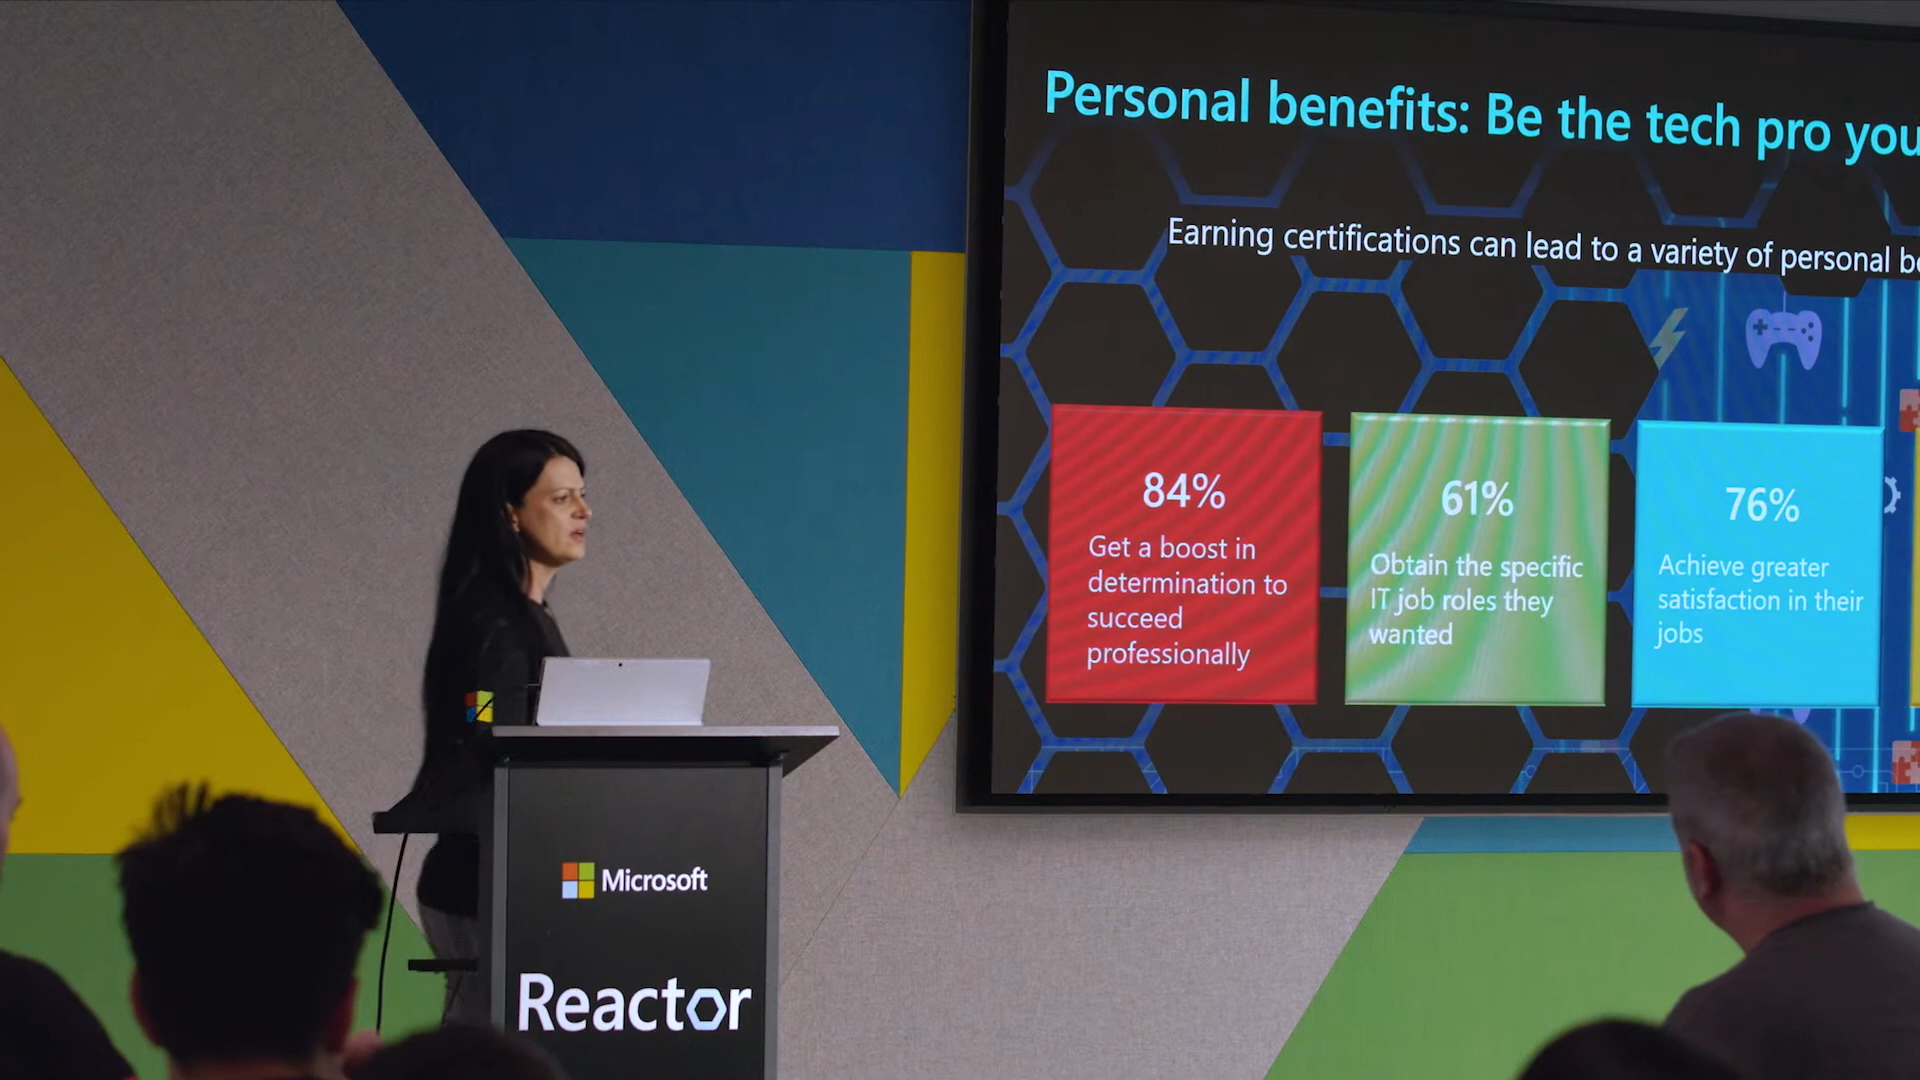 Personal benefits: Be the tech pro you
Earning certifications can lead to a variety of personal
84%
Get a boost in
determination to
succeed
professionally
61%
Obtain the specific
IT job roles they
wanted
76%
Achieve greater
satisfaction in their
jobs
Microsoft
Reactor